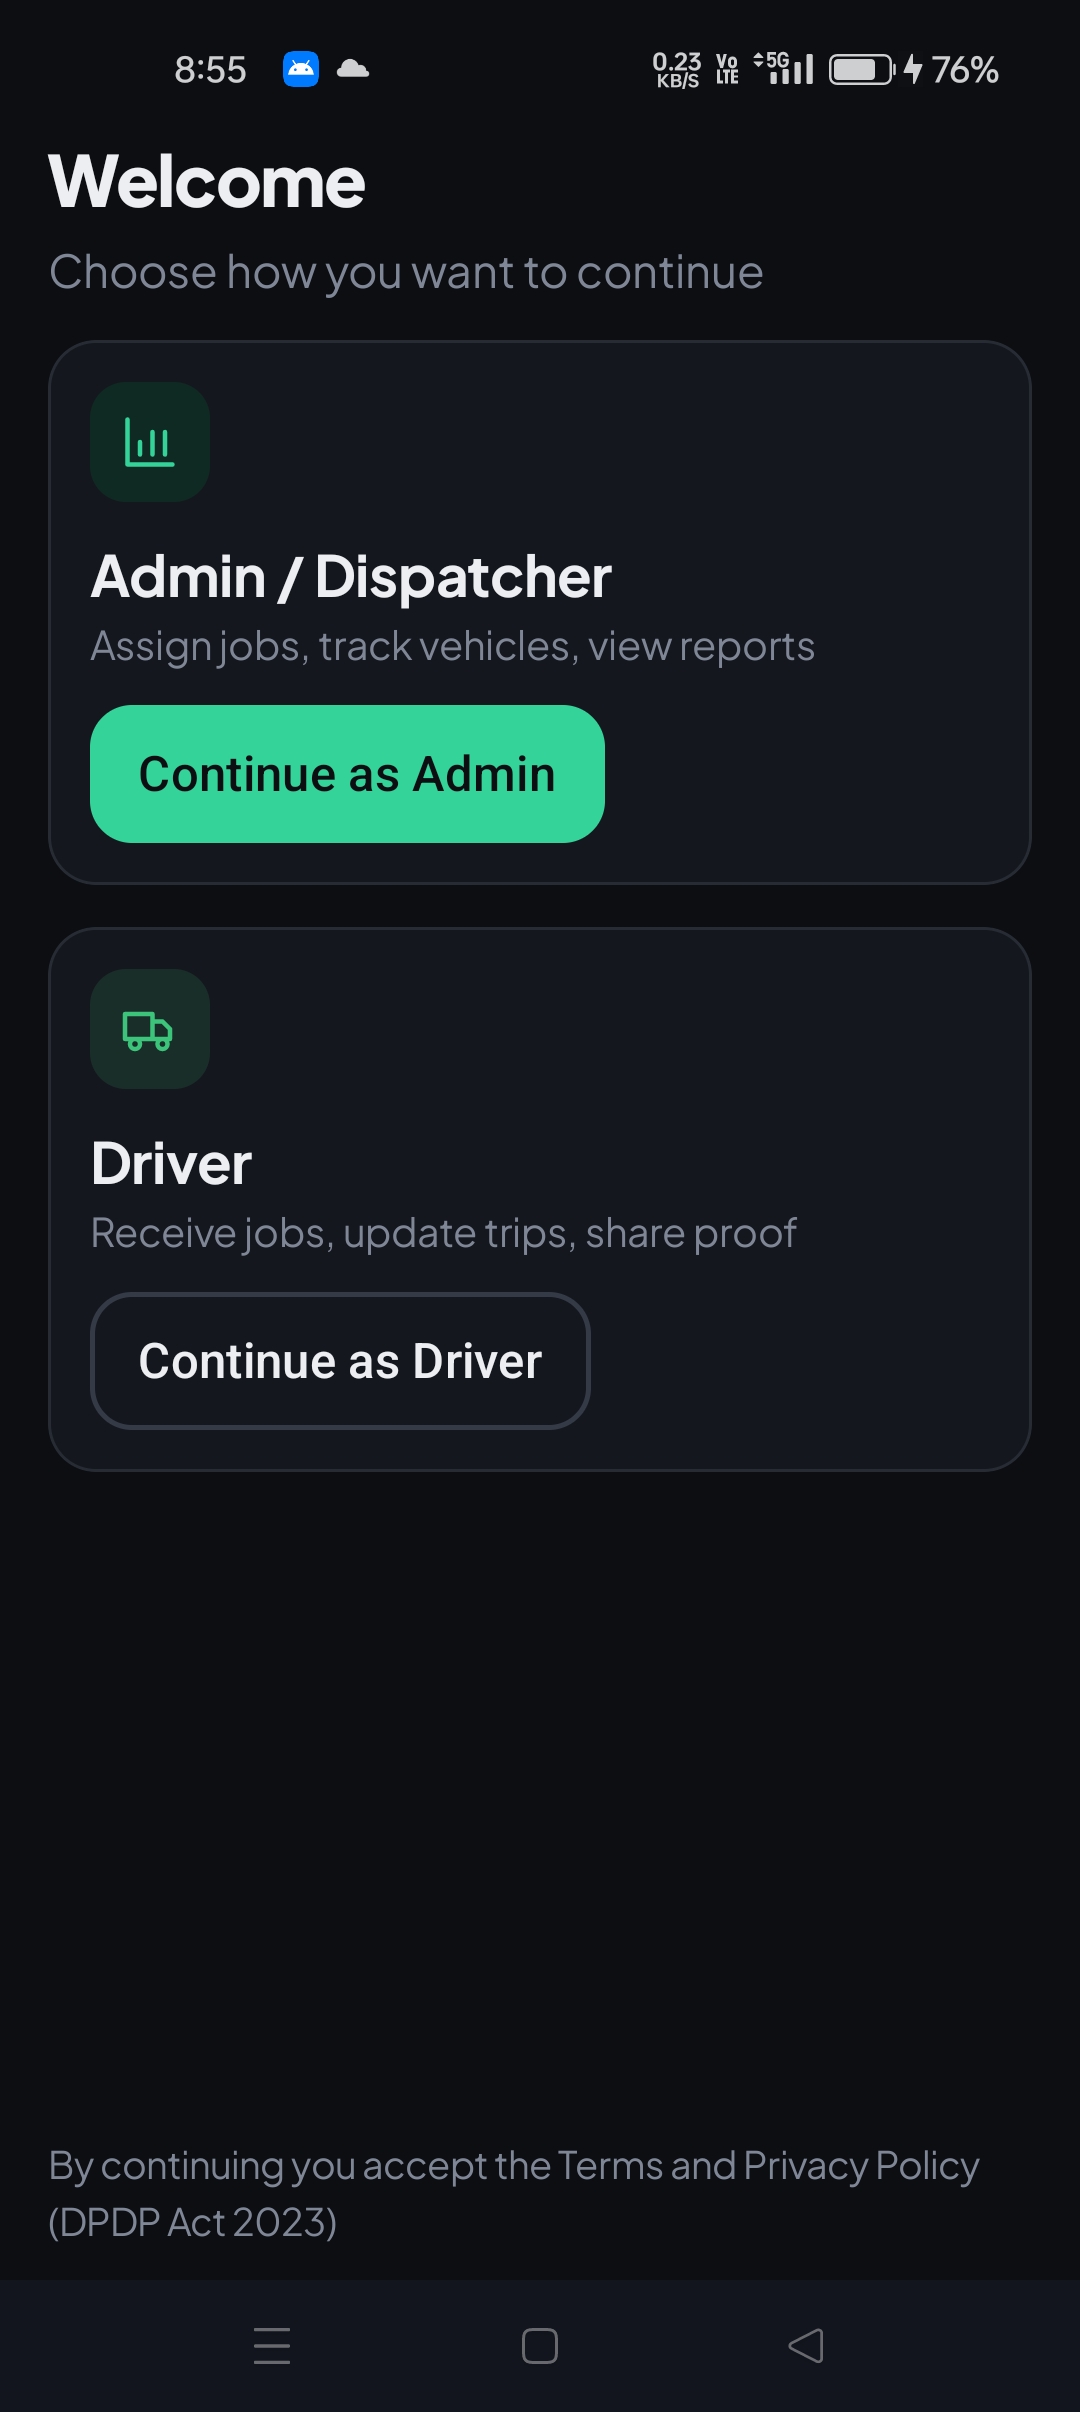 8:55
0.23 KB/S Vo LTE 5G 76%
Welcome
Choose how you want to continue
Admin / Dispatcher
Assign jobs, track vehicles, view reports
Continue as Admin
Driver
Receive jobs, update trips, share proof
Continue as Driver
By continuing you accept the Terms and Privacy Policy
(DPDP Act 2023)